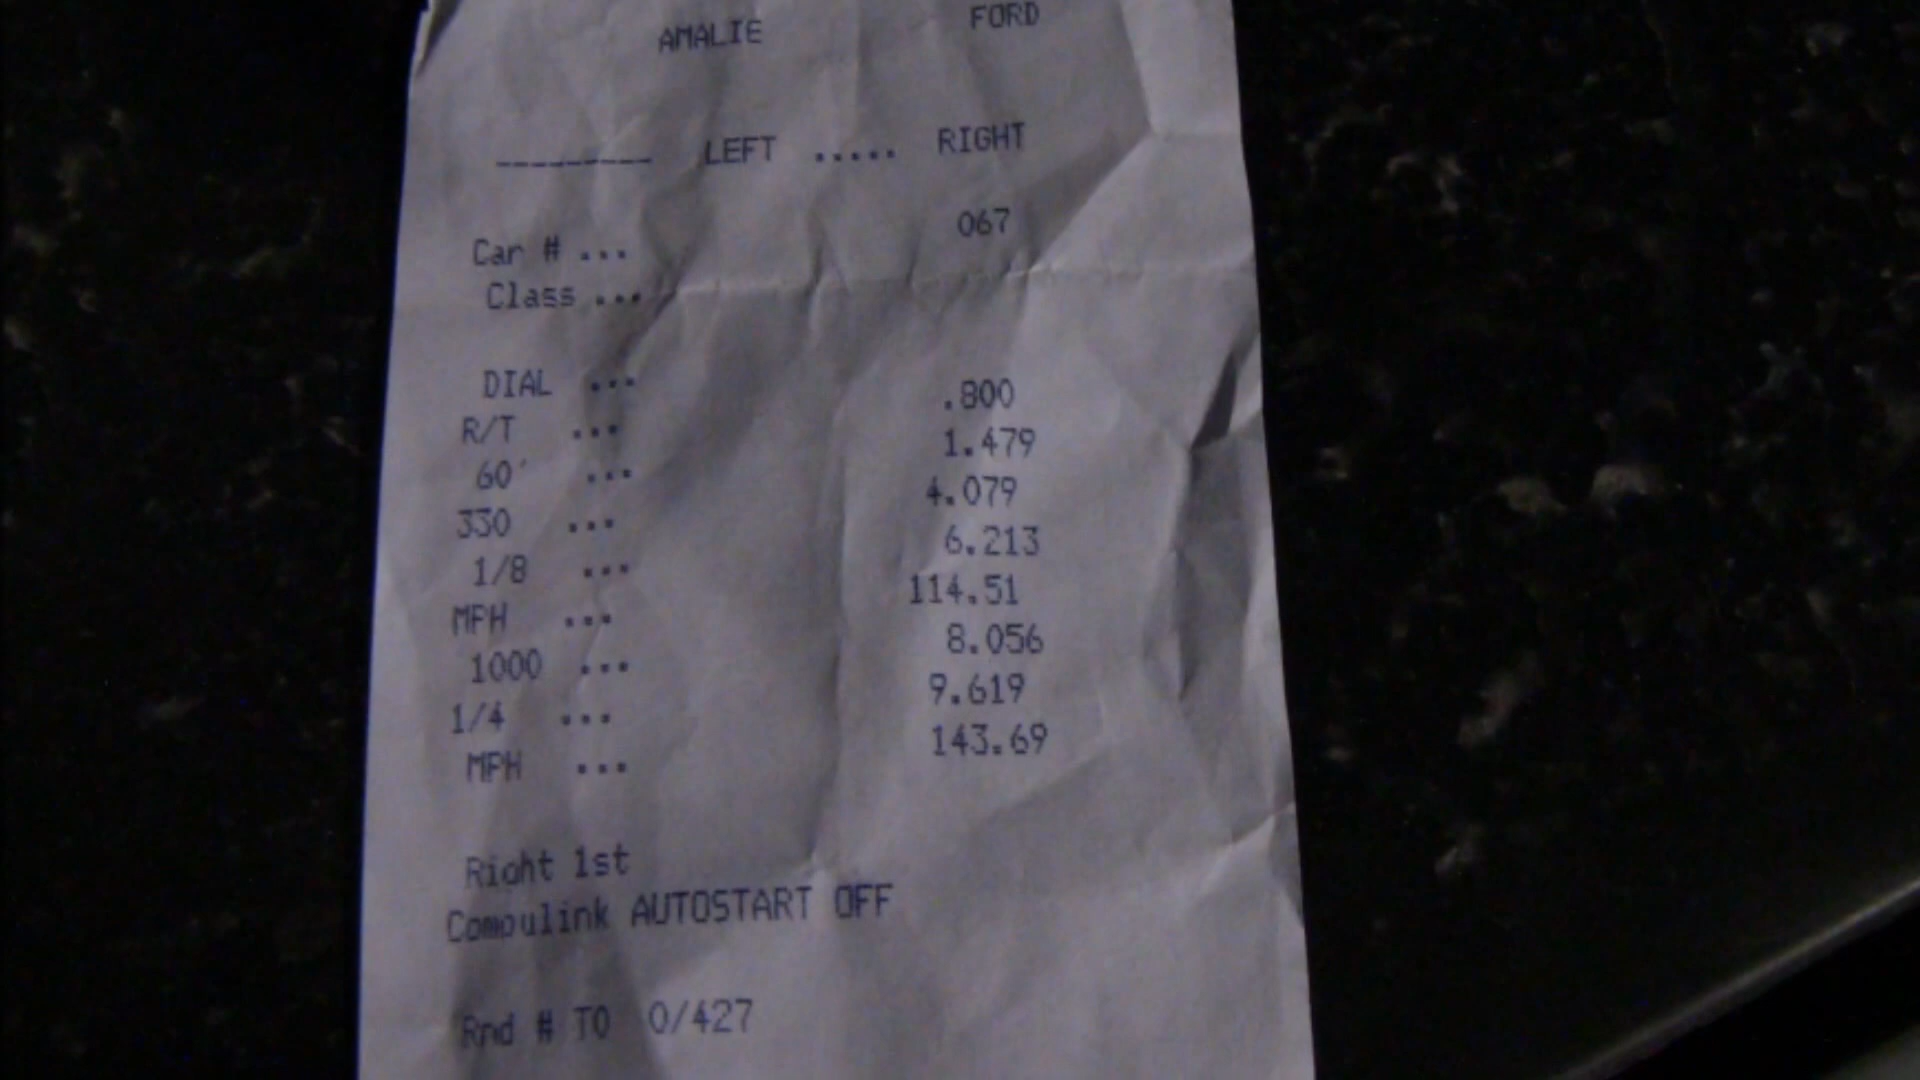 AMALIE FORD
--------- LEFT ..... RIGHT
Car # ... 067
Class ...
DIAL ...
R/T ... .800
60' ... 1.479
330 ... 4.079
1/8 ... 6.213
MPH ... 114.51
1000 ... 8.056
1/4 ... 9.619
MPH ... 143.69
Right 1st
Compulink AUTOSTART OFF
Rnd # TO 0/427